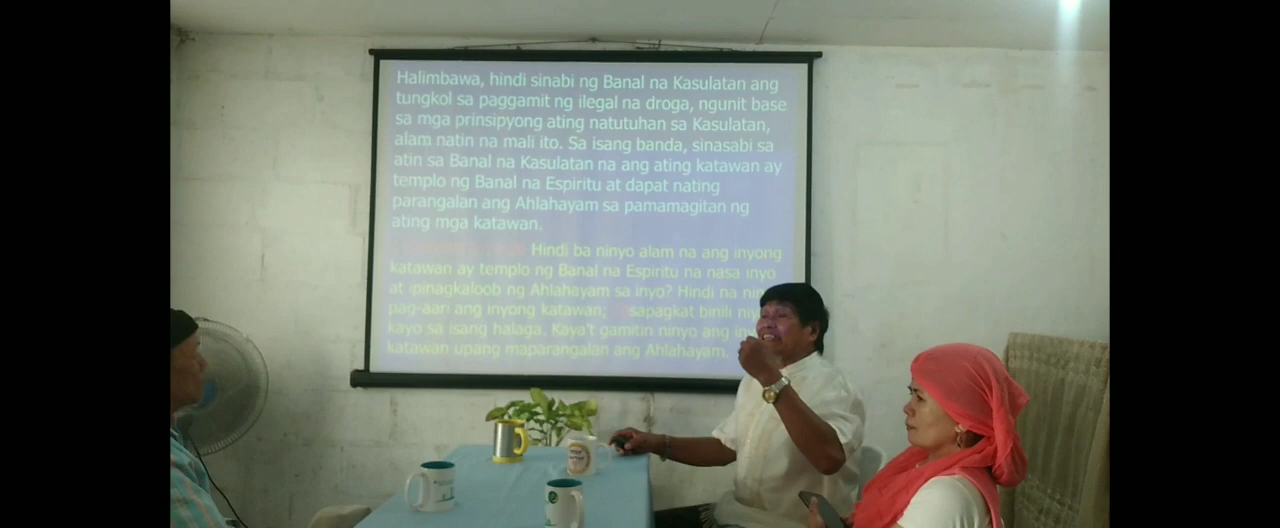 Halimbawa, hindi sinabi ng Banal na Kasulatan ang
tungkol sa paggamit ng ilegal na droga, ngunit base
sa mga prinsipyong ating natutuhan sa Kasulatan,
alam natin na mali ito. Sa isang banda, sinasabi sa
atin sa Banal na Kasulatan na ang ating katawan ay
templo ng Banal na Espiritu at dapat nating
parangalan ang Ahlahayam sa pamamagitan ng
ating mga katawan.
Hindi ba ninyo alam na ang inyong
katawan ay templo ng Banal na Espiritu na nasa inyo
at ipinagkaloob ng Ahlahayam sa inyo? Hindi na
pag-aari ang inyong katawan; sapagkat binili
kayo sa isang halaga. Kaya't gamitin ninyo ang
katawan upang maparangalan ang Ahlahayam.